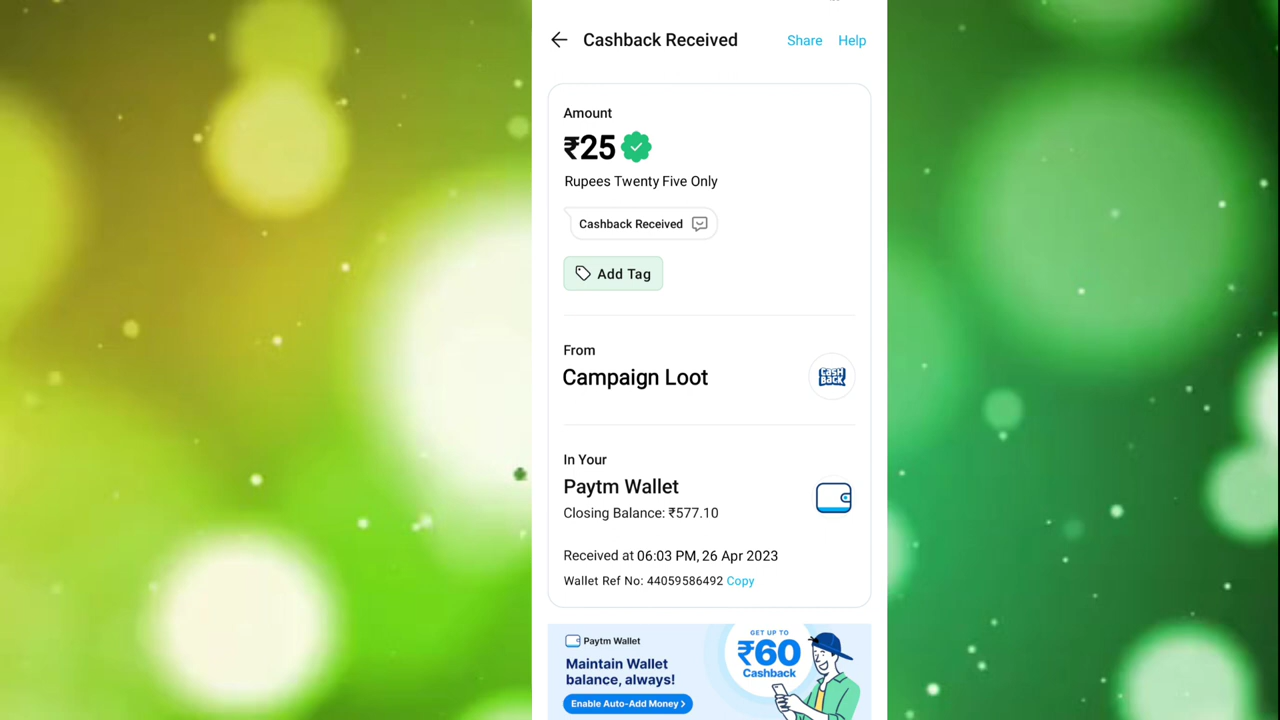 Cashback Received
Share Help
Amount
₹25
Rupees Twenty Five Only
Cashback Received
Add Tag
From
Campaign Loot
CASH
BACK
In Your
Paytm Wallet
Closing Balance: ₹577.10
Received at 06:03 PM, 26 Apr 2023
Wallet Ref No: 44059586492 Copy
Paytm Wallet
Maintain Wallet
balance, always!
Enable Auto-Add Money >
GET UP TO
₹60
Cashback